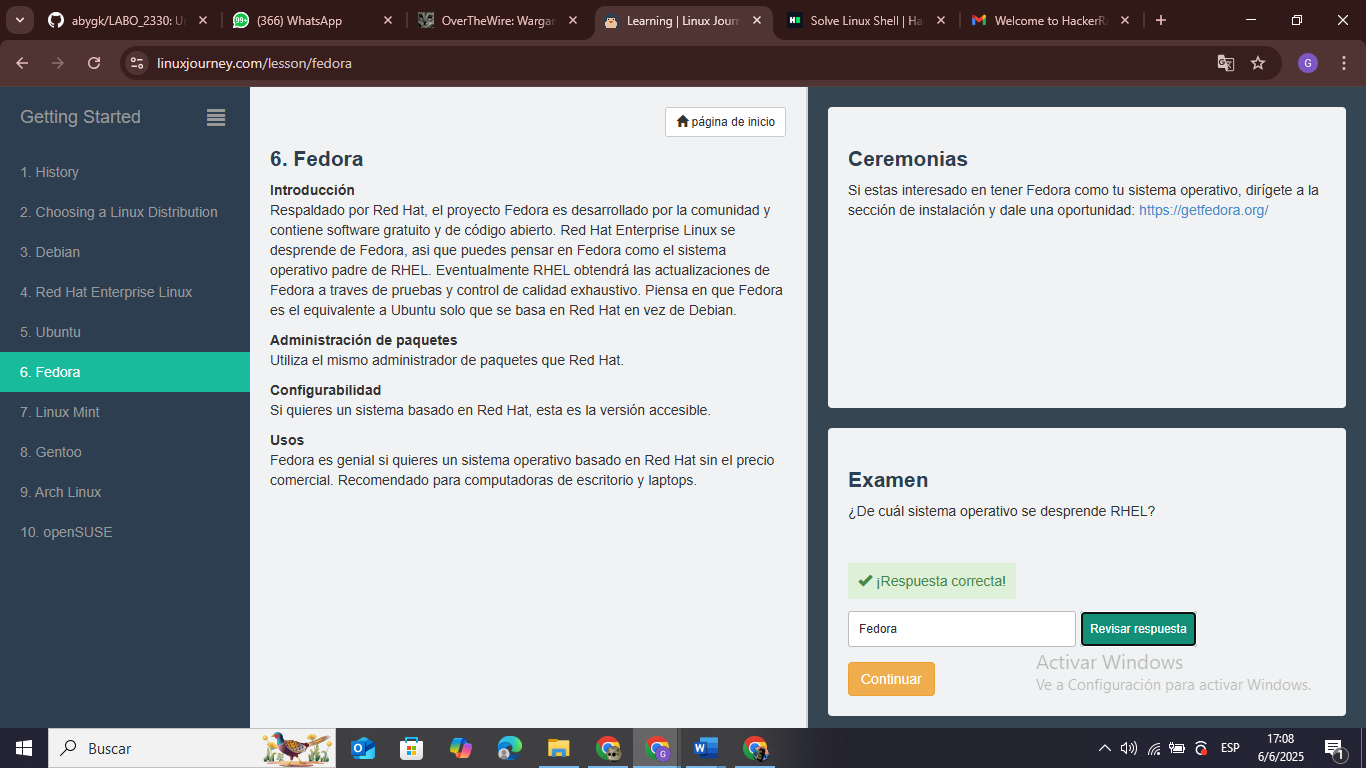 abygk/LABO_2330: U
(366) WhatsApp
OverTheWire: Wargar
Learning | Linux Journ
Solve Linux Shell | Ha
Welcome to HackerR
linuxjourney.com/lesson/fedora
G
Getting Started
1. History
2. Choosing a Linux Distribution
3. Debian
4. Red Hat Enterprise Linux
5. Ubuntu
6. Fedora
7. Linux Mint
8. Gentoo
9. Arch Linux
10. openSUSE
página de inicio
6. Fedora
Introducción
Respaldado por Red Hat, el proyecto Fedora es desarrollado por la comunidad y
contiene software gratuito y de código abierto. Red Hat Enterprise Linux se
desprende de Fedora, asi que puedes pensar en Fedora como el sistema
operativo padre de RHEL. Eventualmente RHEL obtendrá las actualizaciones de
Fedora a traves de pruebas y control de calidad exhaustivo. Piensa en que Fedora
es el equivalente a Ubuntu solo que se basa en Red Hat en vez de Debian.
Administración de paquetes
Utiliza el mismo administrador de paquetes que Red Hat.
Configurabilidad
Si quieres un sistema basado en Red Hat, esta es la versión accesible.
Usos
Fedora es genial si quieres un sistema operativo basado en Red Hat sin el precio
comercial. Recomendado para computadoras de escritorio y laptops.
Ceremonias
Si estas interesado en tener Fedora como tu sistema operativo, dirígete a la
sección de instalación y dale una oportunidad: https://getfedora.org/
Examen
¿De cuál sistema operativo se desprende RHEL?
¡Respuesta correcta!
Fedora
Revisar respuesta
Continuar
Activar Windows
Ve a Configuración para activar Windows.
Buscar
ESP
17:08
6/6/2025
1